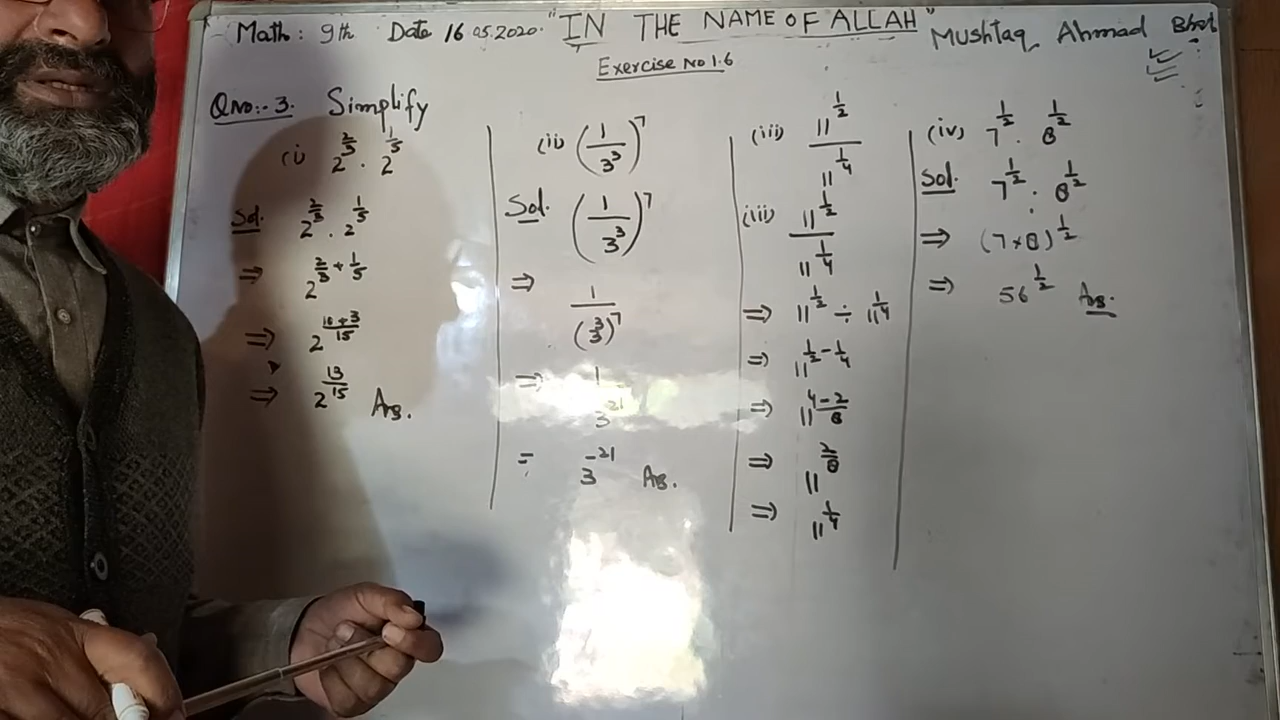 Math: 9th Date 16.05.2020. "IN THE NAME OF ALLAH" Mushtaq Ahmad Bhat
Exercise No 1.6
Q No:- 3. Simplify
(i) 2^{2/3} . 2^{1/5}
Sol. 2^{2/3} . 2^{1/5}
⇒ 2^{2/3 + 1/5}
⇒ 2^{(10+3)/15}
⇒ 2^{13/15} Ans.
(ii) (1/3^3)^7
Sol. (1/3^3)^7
⇒ 1/(3^3)^7
⇒ 1/3^{21}
= 3^{-21} Ans.
(iii) 11^{1/2}/11^{1/4}
(iii) 11^{1/2}/11^{1/4}
⇒ 11^{1/2} ÷ 11^{1/4}
⇒ 11^{1/2 - 1/4}
⇒ 11^{(4-2)/8}
⇒ 11^{2/8}
⇒ 11^{1/4}
(iv) 7^{1/2} . 8^{1/2}
Sol. 7^{1/2} . 8^{1/2}
⇒ (7×8)^{1/2}
⇒ 56^{1/2} Ans.